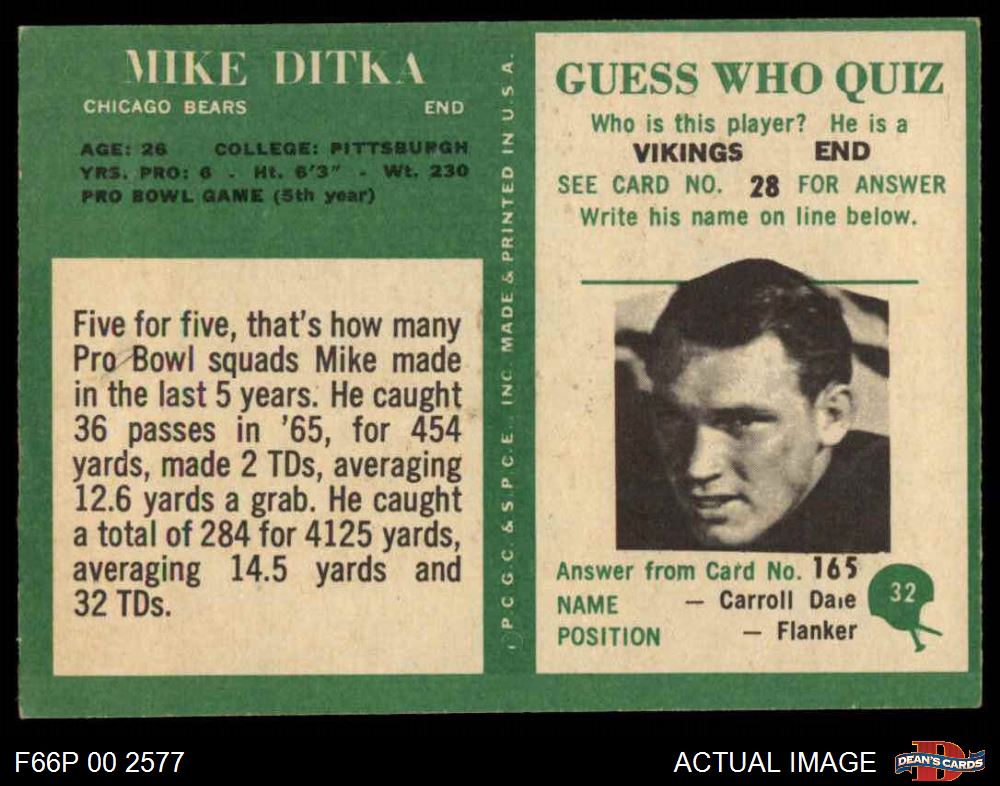 MIKE DITKA
CHICAGO BEARS END
AGE: 26 COLLEGE: PITTSBURGH
YRS. PRO: 6 - Ht. 6'3" - Wt. 230
PRO BOWL GAME (5th year)
Five for five, that's how many
Pro Bowl squads Mike made
in the last 5 years. He caught
36 passes in '65, for 454
yards, made 2 TDs, averaging
12.6 yards a grab. He caught
a total of 284 for 4125 yards,
averaging 14.5 yards and
32 TDs.
P.C.G.C. & S.P.C.E., INC. MADE & PRINTED IN U.S.A.
GUESS WHO QUIZ
Who is this player? He is a
VIKINGS END
SEE CARD NO. 28 FOR ANSWER
Write his name on line below.
Answer from Card No. 165
NAME – Carroll Dale
POSITION – Flanker
32
F66P 00 2577
ACTUAL IMAGE
DEAN'S CARDS